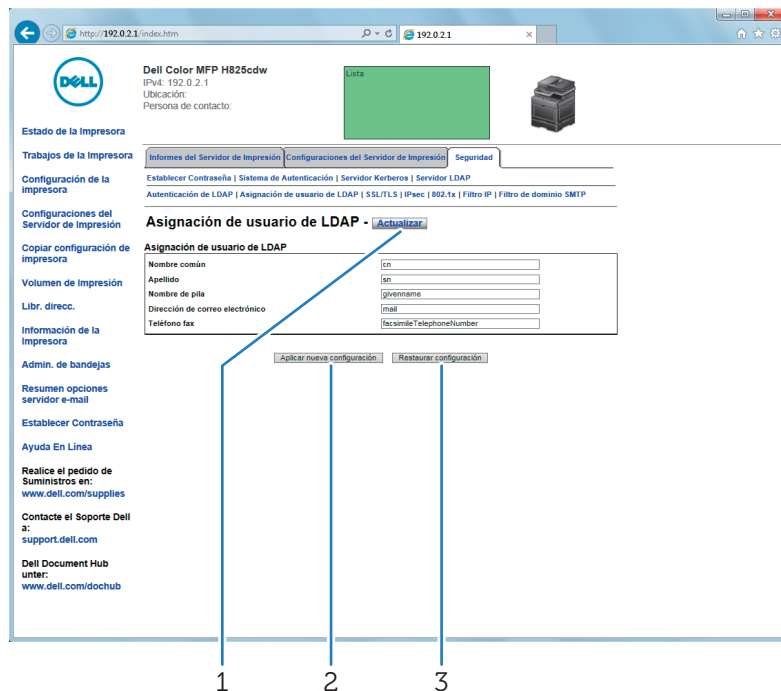 http://192.0.2.1/index.htm
192.0.2.1
DELL
Dell Color MFP H825cdw
IPv4: 192.0.2.1
Ubicación:
Persona de contacto:
Lista
Estado de la Impresora
Trabajos de la Impresora
Configuración de la
impresora
Configuraciones del
Servidor de Impresión
Copiar configuración de
impresora
Volumen de Impresión
Libr. direcc.
Información de la
Impresora
Admin. de bandejas
Resumen opciones
servidor e-mail
Establecer Contraseña
Ayuda En Línea
Realice el pedido de
Suministros en:
www.dell.com/supplies
Contacte el Soporte Dell
a:
support.dell.com
Dell Document Hub
unter:
www.dell.com/dochub
Informes del Servidor de Impresión Configuraciones del Servidor de Impresión Seguridad
Establecer Contraseña | Sistema de Autenticación | Servidor Kerberos | Servidor LDAP
Autenticación de LDAP | Asignación de usuario de LDAP | SSL/TLS | IPsec | 802.1x | Filtro IP | Filtro de dominio SMTP
Asignación de usuario de LDAP - Actualizar
Asignación de usuario de LDAP
Nombre común cn
Apellido sn
Nombre de pila givenname
Dirección de correo electrónico mail
Teléfono fax facsimileTelephoneNumber
Aplicar nueva configuración Restaurar configuración
1 2 3